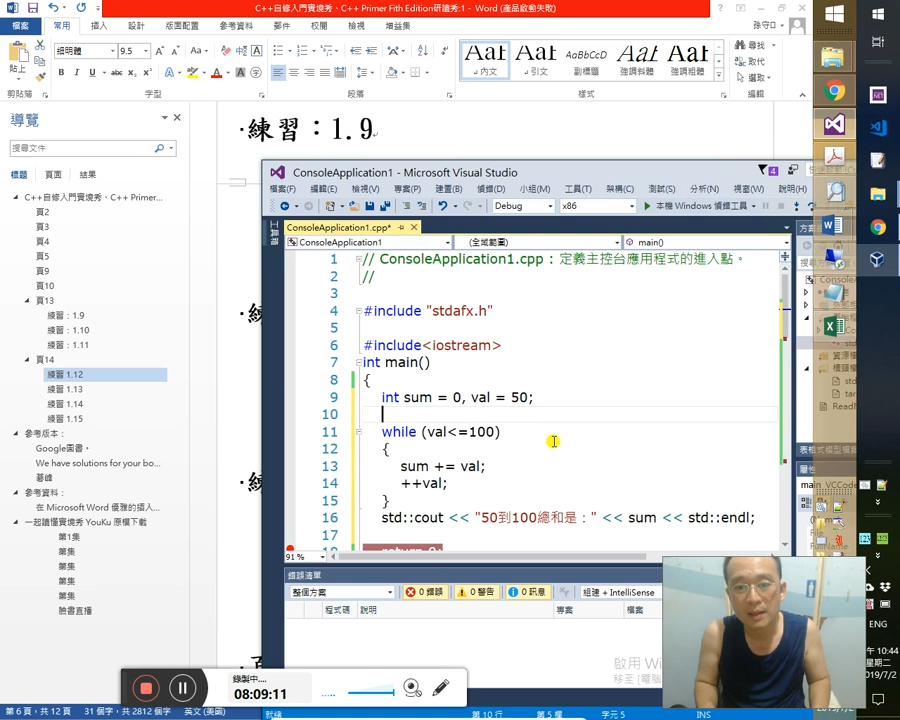 C++自修入門實境秀、C++ Primer Fith Edition研讀秀1 - Word (產品啟動失敗)
檔案 常用 插入 設計 版面配置 參考資料 郵件 校閱 檢視 增益集
孫守口
細明體 9.5
貼上
內文 引文 副標題 強調斜體 強調粗體
尋找
取代
選取
剪貼簿 字型 段落 樣式 編輯
導覽
搜尋文件
標題 頁面 結果
C++自修入門實境秀、C++ Primer
頁2
頁3
頁4
頁5
頁9
頁10
頁13
練習：1.9
練習：1.10
練習：1.11
頁14
練習 1.12
練習 1.13
練習 1.14
練習 1.15
參考版本：
Google圖書。
We have solutions for your bo...
參考資料：
在 Microsoft Word 優雅的插入...
一起讀懂實境秀 YouKu 原檔下載
第1集
第集
第集
第集
第集
臉書直播
練習：1.9
ConsoleApplication1 - Microsoft Visual Studio
4
檔案(F) 編輯(E) 檢視(V) 專案(P) 建置(B) 偵錯(D) 小組(M) 工具(T) 架構(C) 測試(S) 分析(N) 視窗(W) 說明(H)
Debug x86 本機 Windows 偵錯工具
ConsoleApplication1.cpp*
ConsoleApplication1 (全域範圍) main()
1 // ConsoleApplication1.cpp : 定義主控台應用程式的進入點。
2 //
3
4 #include "stdafx.h"
5
6 #include<iostream>
7 int main()
8 {
9 int sum = 0, val = 50;
10
11 while (val<=100)
12 {
13 sum += val;
14 ++val;
15 }
16 std::cout << "50到100總和是：" << sum << std::endl;
17
91 %
錯誤清單
整個方案 0 錯誤 0 警告 0 訊息 組建 + IntelliSense
程式碼 說明 專案 檔案
就緒 第 10 行 第 5 欄 字元 5 INS
錄製中...
08:09:11
第 6 頁，共 12 頁 31 個字，共 2812 個字 英文 (美國)
ENG
午 10:44
星期二
2019/7/2